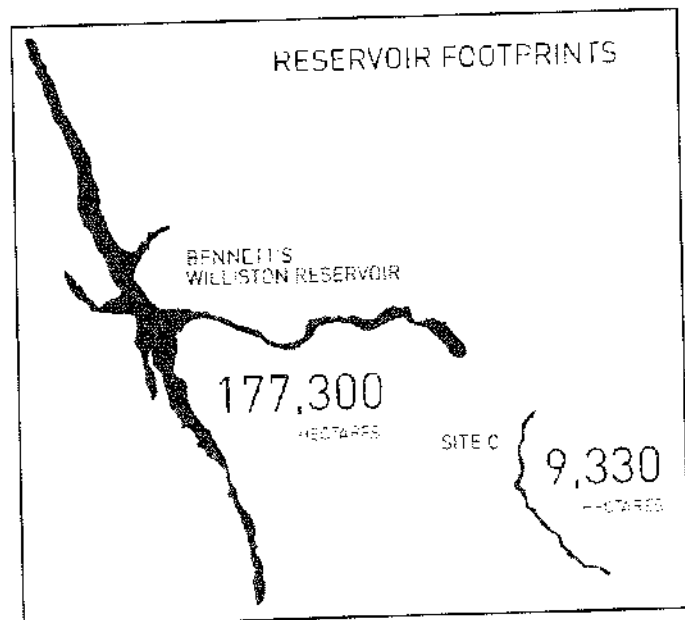 RESERVOIR FOOTPRINTS
BENNETT'S
WILLISTON RESERVOIR
177,300
HECTARES
SITE C
9,330
HECTARES